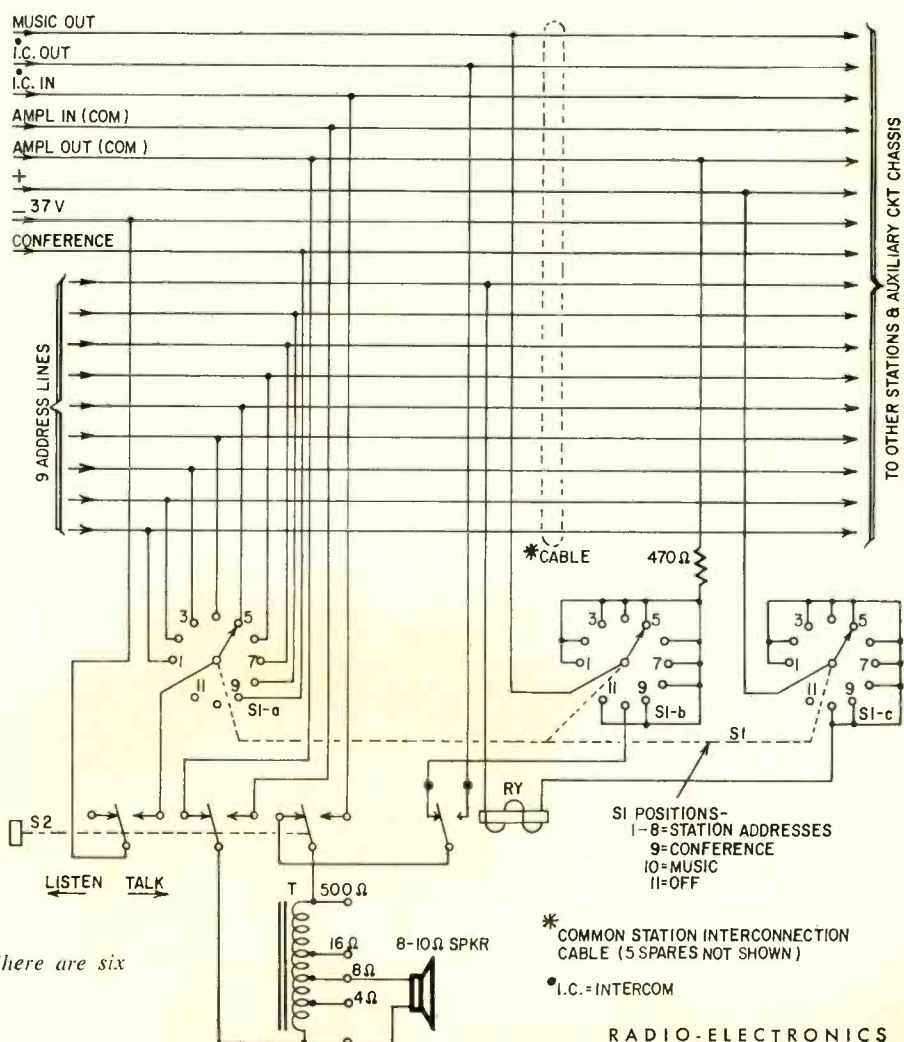 MUSIC OUT
•I.C. OUT
•I.C. IN
AMPL IN (COM)
AMPL OUT (COM)
+
– 37 V
CONFERENCE
9 ADDRESS LINES
TO OTHER STATIONS & AUXILIARY CKT CHASSIS
*CABLE
470Ω
1
3
5
7
9
11
S1-a
1
3
5
7
9
11
S1-b
1
3
5
7
9
11
S1-c
S1
S2
RY
S1 POSITIONS-
1-8=STATION ADDRESSES
9=CONFERENCE
10=MUSIC
11=OFF
LISTEN
TALK
T
500Ω
16Ω
8Ω
4Ω
8-10Ω SPKR
* COMMON STATION INTERCONNECTION
CABLE (5 SPARES NOT SHOWN)
•I.C.=INTERCOM
here are six
RADIO-ELECTRONICS